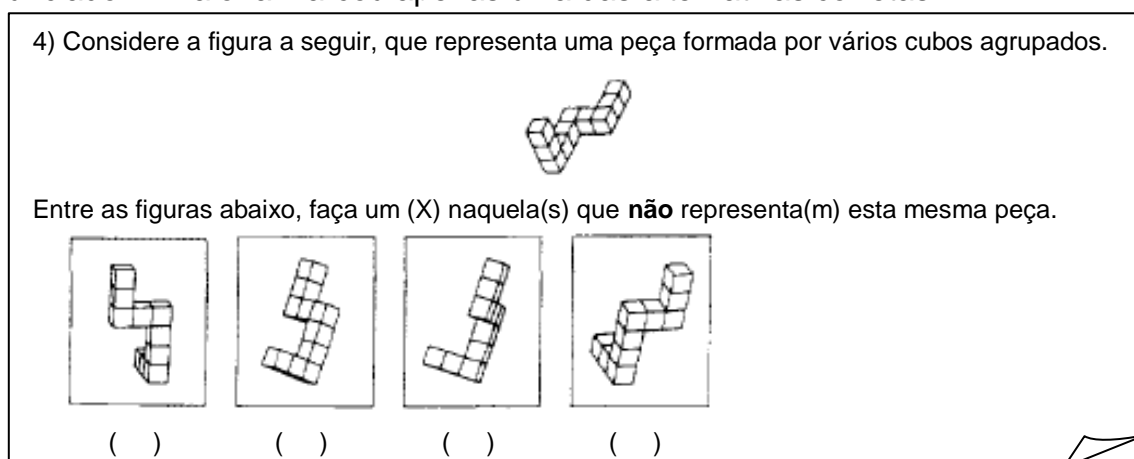 4) Considere a figura a seguir, que representa uma peça formada por vários cubos agrupados.
Entre as figuras abaixo, faça um (X) naquela(s) que não representa(m) esta mesma peça.
( ) ( ) ( ) ( )